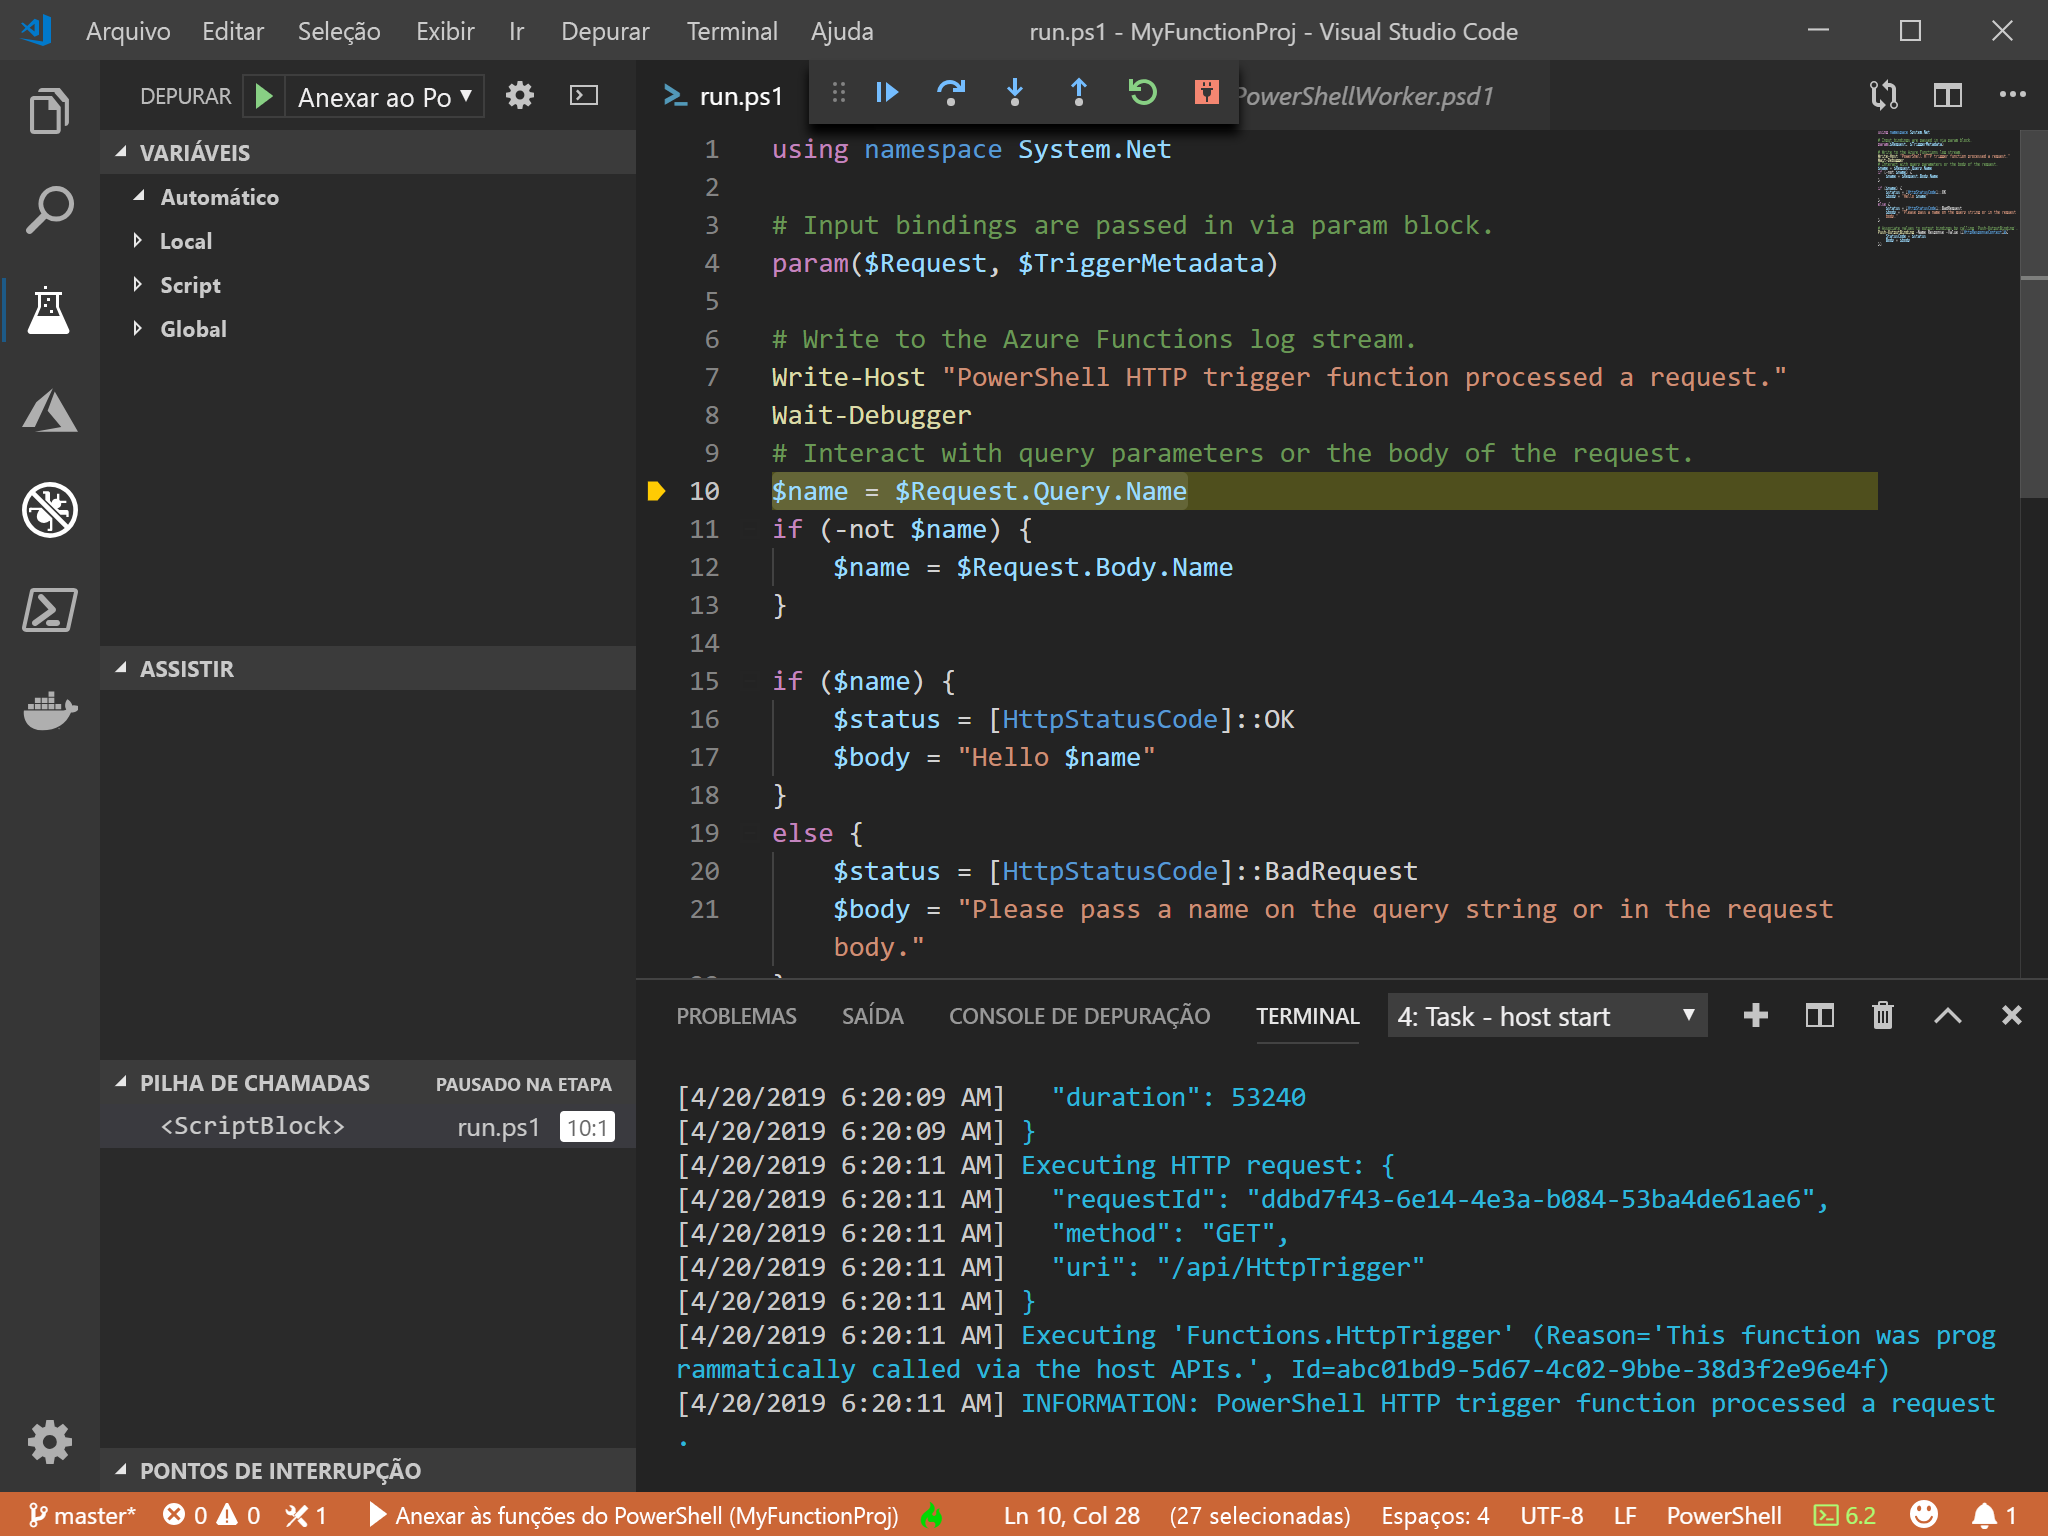 Arquivo Editar Seleção Exibir Ir Depurar Terminal Ajuda run.ps1 - MyFunctionProj - Visual Studio Code
DEPURAR Anexar ao Po
run.ps1 PowerShellWorker.psd1
VARIÁVEIS
Automático
Local
Script
Global
ASSISTIR
PILHA DE CHAMADAS PAUSADO NA ETAPA
<ScriptBlock> run.ps1 10:1
PONTOS DE INTERRUPÇÃO
1 using namespace System.Net
2
3 # Input bindings are passed in via param block.
4 param($Request, $TriggerMetadata)
5
6 # Write to the Azure Functions log stream.
7 Write-Host "PowerShell HTTP trigger function processed a request."
8 Wait-Debugger
9 # Interact with query parameters or the body of the request.
10 $name = $Request.Query.Name
11 if (-not $name) {
12 $name = $Request.Body.Name
13 }
14
15 if ($name) {
16 $status = [HttpStatusCode]::OK
17 $body = "Hello $name"
18 }
19 else {
20 $status = [HttpStatusCode]::BadRequest
21 $body = "Please pass a name on the query string or in the request
body."
PROBLEMAS SAÍDA CONSOLE DE DEPURAÇÃO TERMINAL 4: Task - host start
[4/20/2019 6:20:09 AM] "duration": 53240
[4/20/2019 6:20:09 AM] }
[4/20/2019 6:20:11 AM] Executing HTTP request: {
[4/20/2019 6:20:11 AM] "requestId": "ddbd7f43-6e14-4e3a-b084-53ba4de61ae6",
[4/20/2019 6:20:11 AM] "method": "GET",
[4/20/2019 6:20:11 AM] "uri": "/api/HttpTrigger"
[4/20/2019 6:20:11 AM] }
[4/20/2019 6:20:11 AM] Executing 'Functions.HttpTrigger' (Reason='This function was prog
rammatically called via the host APIs.', Id=abc01bd9-5d67-4c02-9bbe-38d3f2e96e4f)
[4/20/2019 6:20:11 AM] INFORMATION: PowerShell HTTP trigger function processed a request
.
master* 0 0 1 Anexar às funções do PowerShell (MyFunctionProj) Ln 10, Col 28 (27 selecionadas) Espaços: 4 UTF-8 LF PowerShell 6.2 1